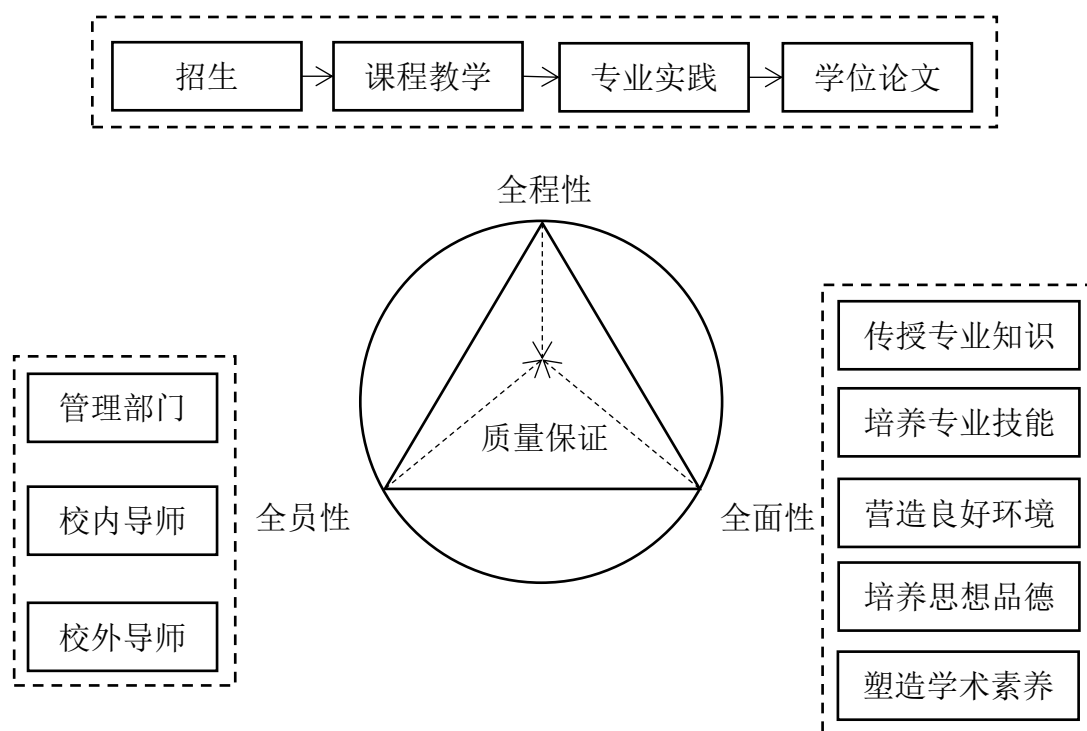 招生
课程教学
专业实践
学位论文
全程性
传授专业知识
管理部门
培养专业技能
质量保证
校内导师
全员性
全面性
营造良好环境
培养思想品德
校外导师
塑造学术素养